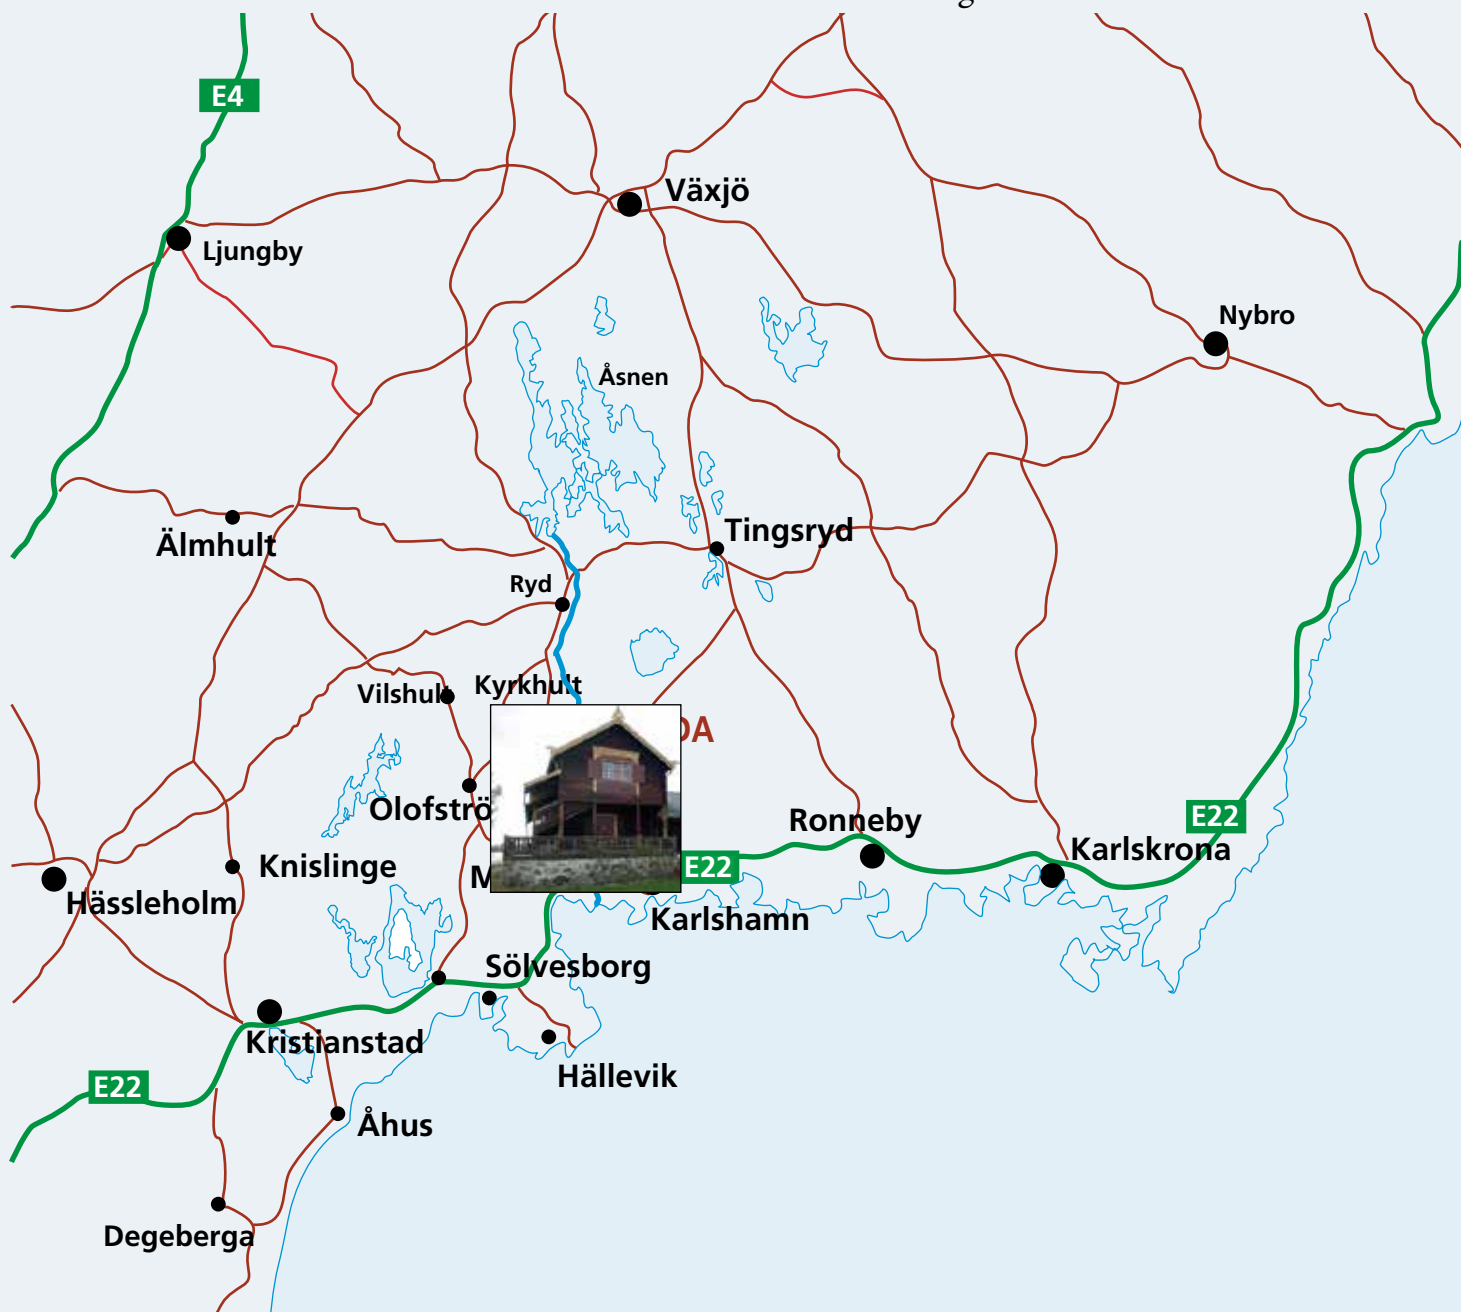 E4
Växjö
Ljungby
Nybro
Åsnen
Tingsryd
Älmhult
Ryd
Kyrkhult
Vilshult
DA
Olofströ
E22
Ronneby
Karlskrona
E22
Knislinge
M
Hässleholm
Karlshamn
Sölvesborg
Kristianstad
Hällevik
E22
Åhus
Degeberga